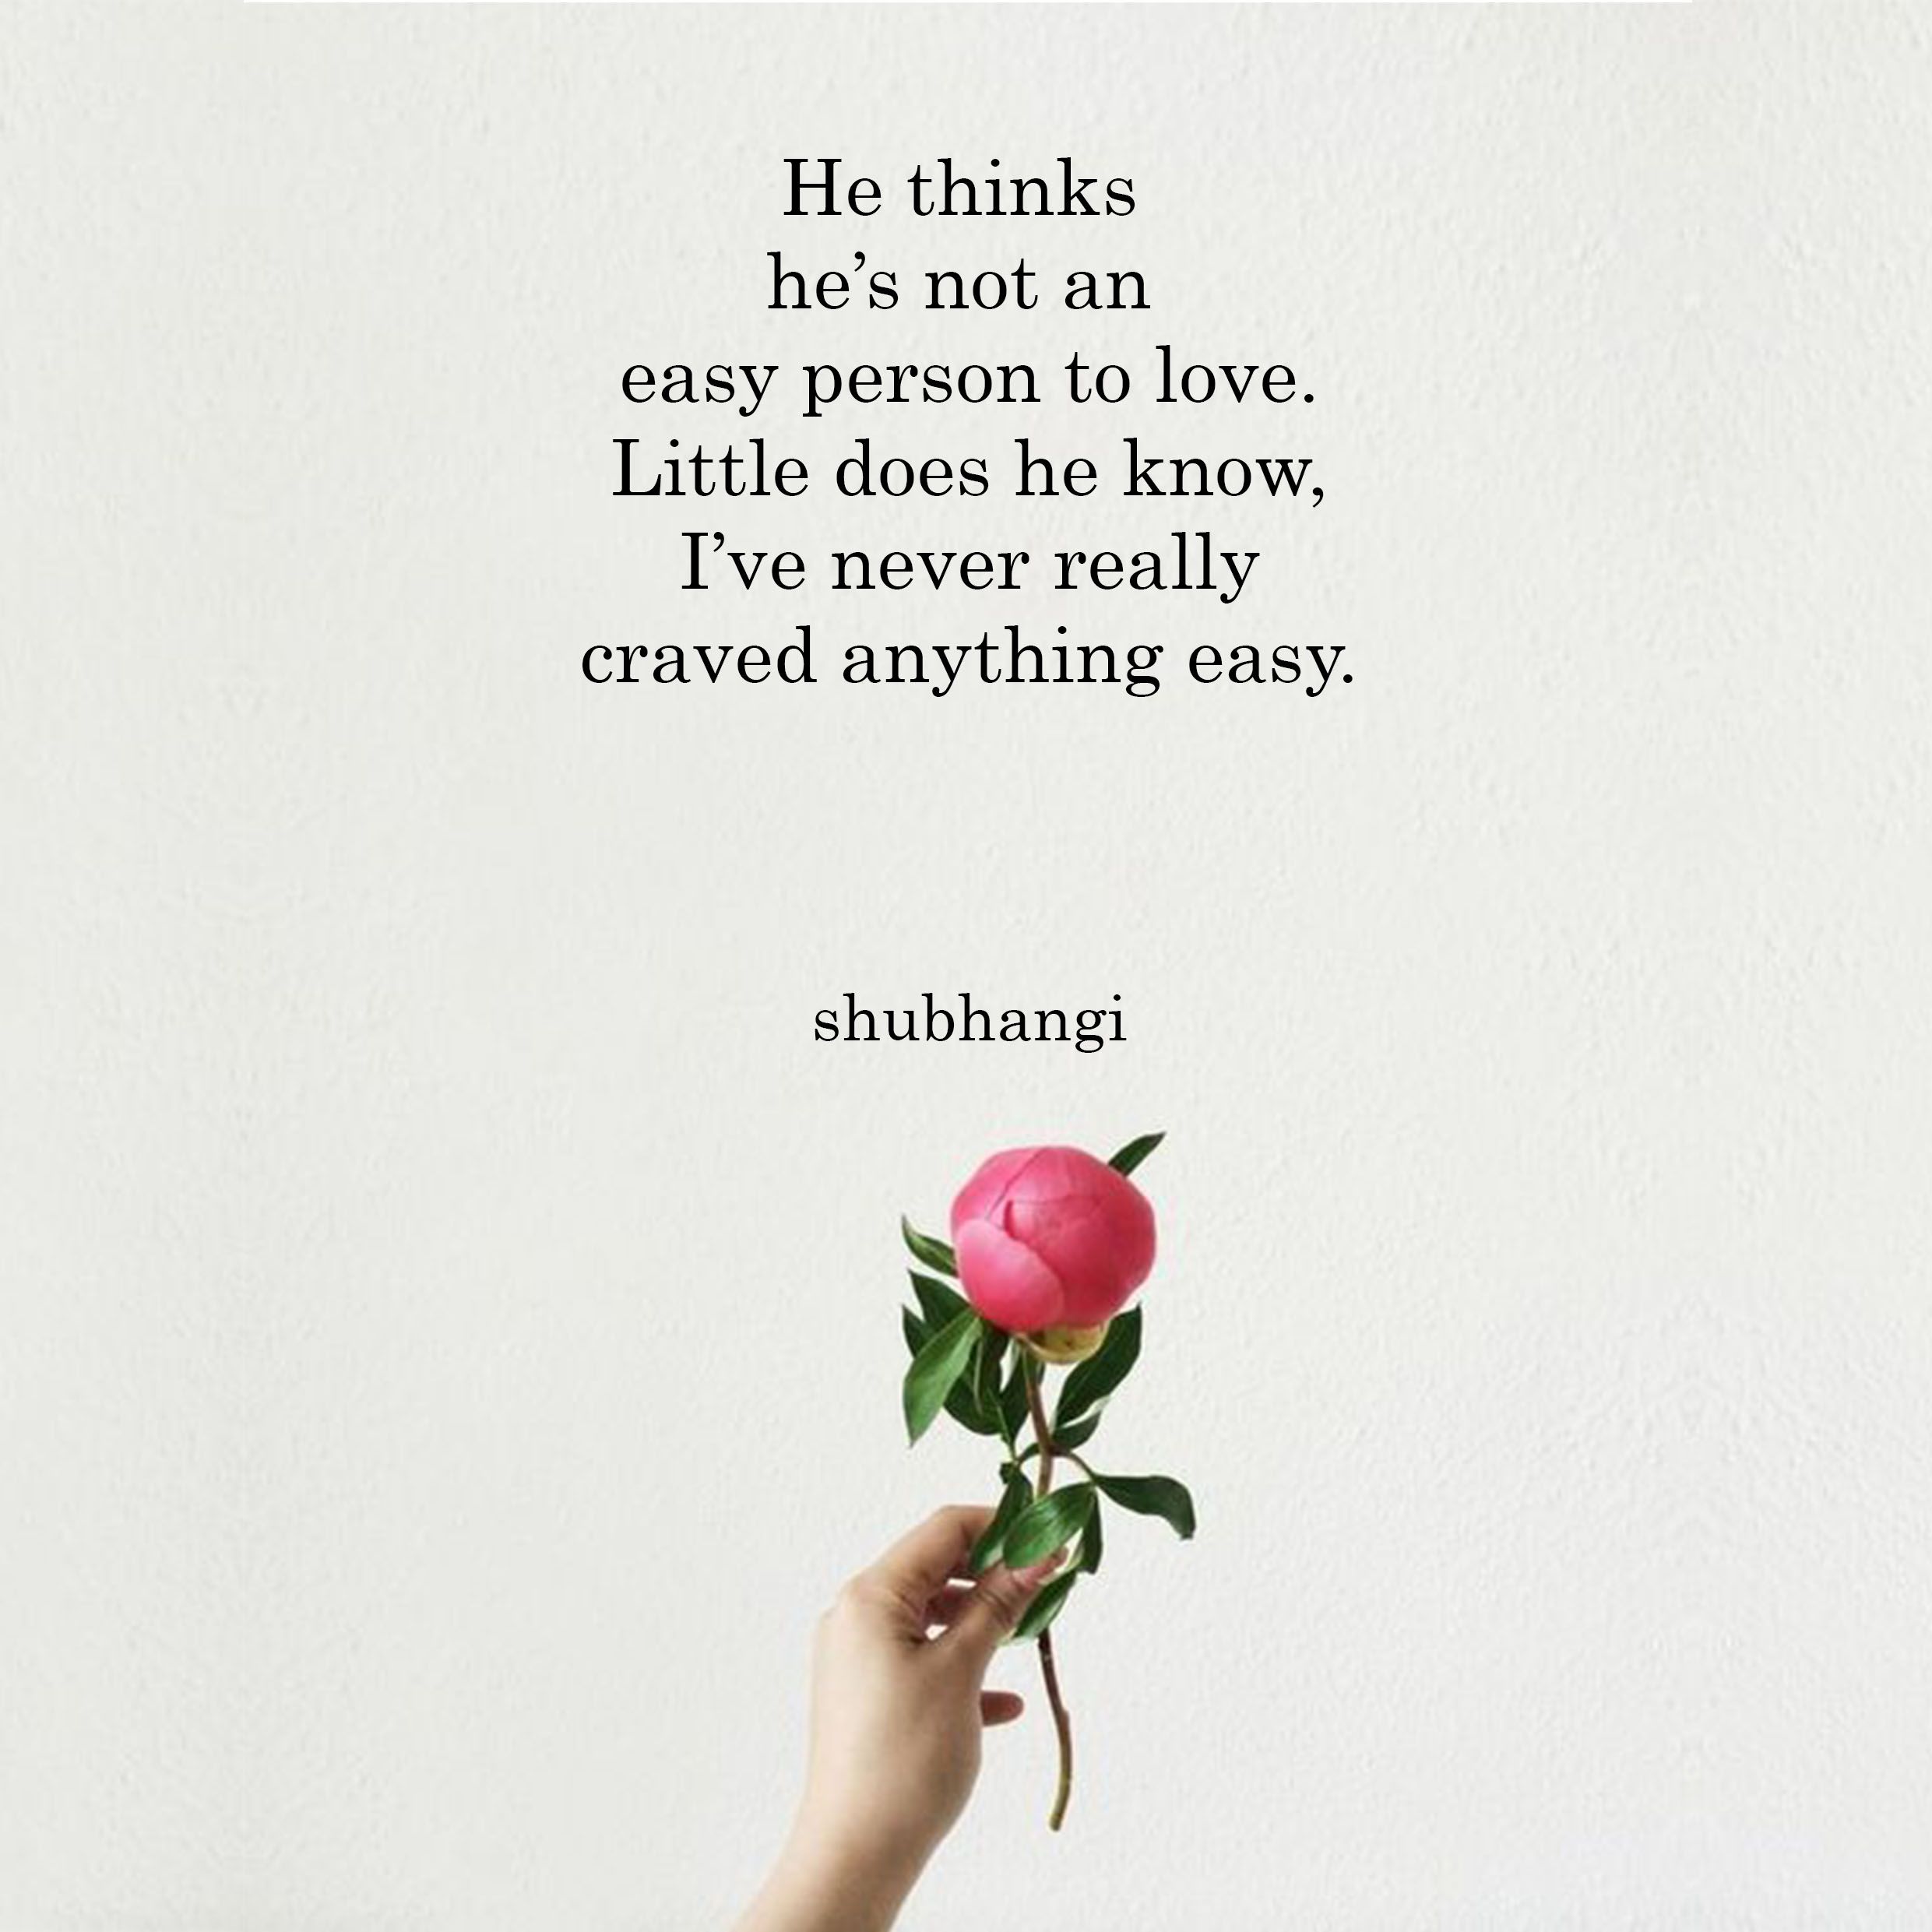 He thinks
he’s not an
easy person to love.
Little does he know,
I’ve never really
craved anything easy.
shubhangi